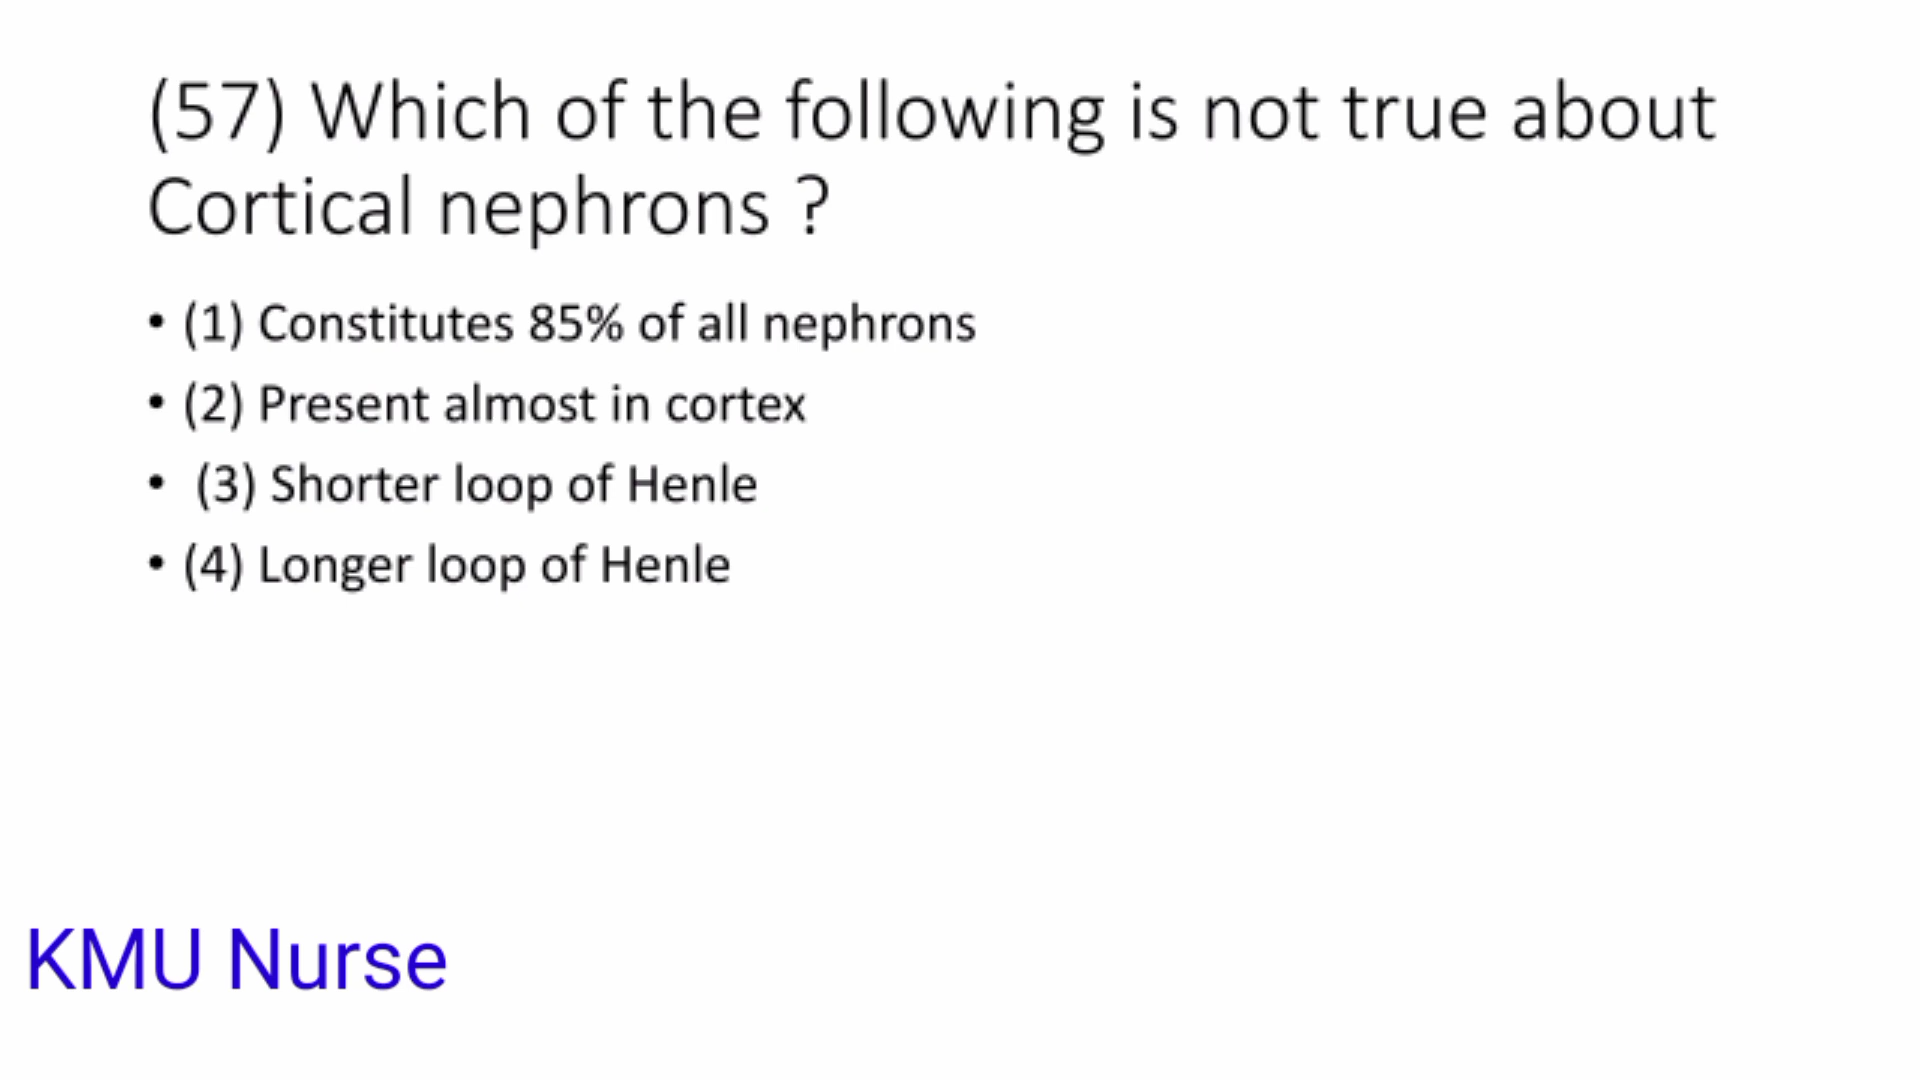 (57) Which of the following is not true about
Cortical nephrons ?
• (1) Constitutes 85% of all nephrons
• (2) Present almost in cortex
• (3) Shorter loop of Henle
• (4) Longer loop of Henle
KMU Nurse